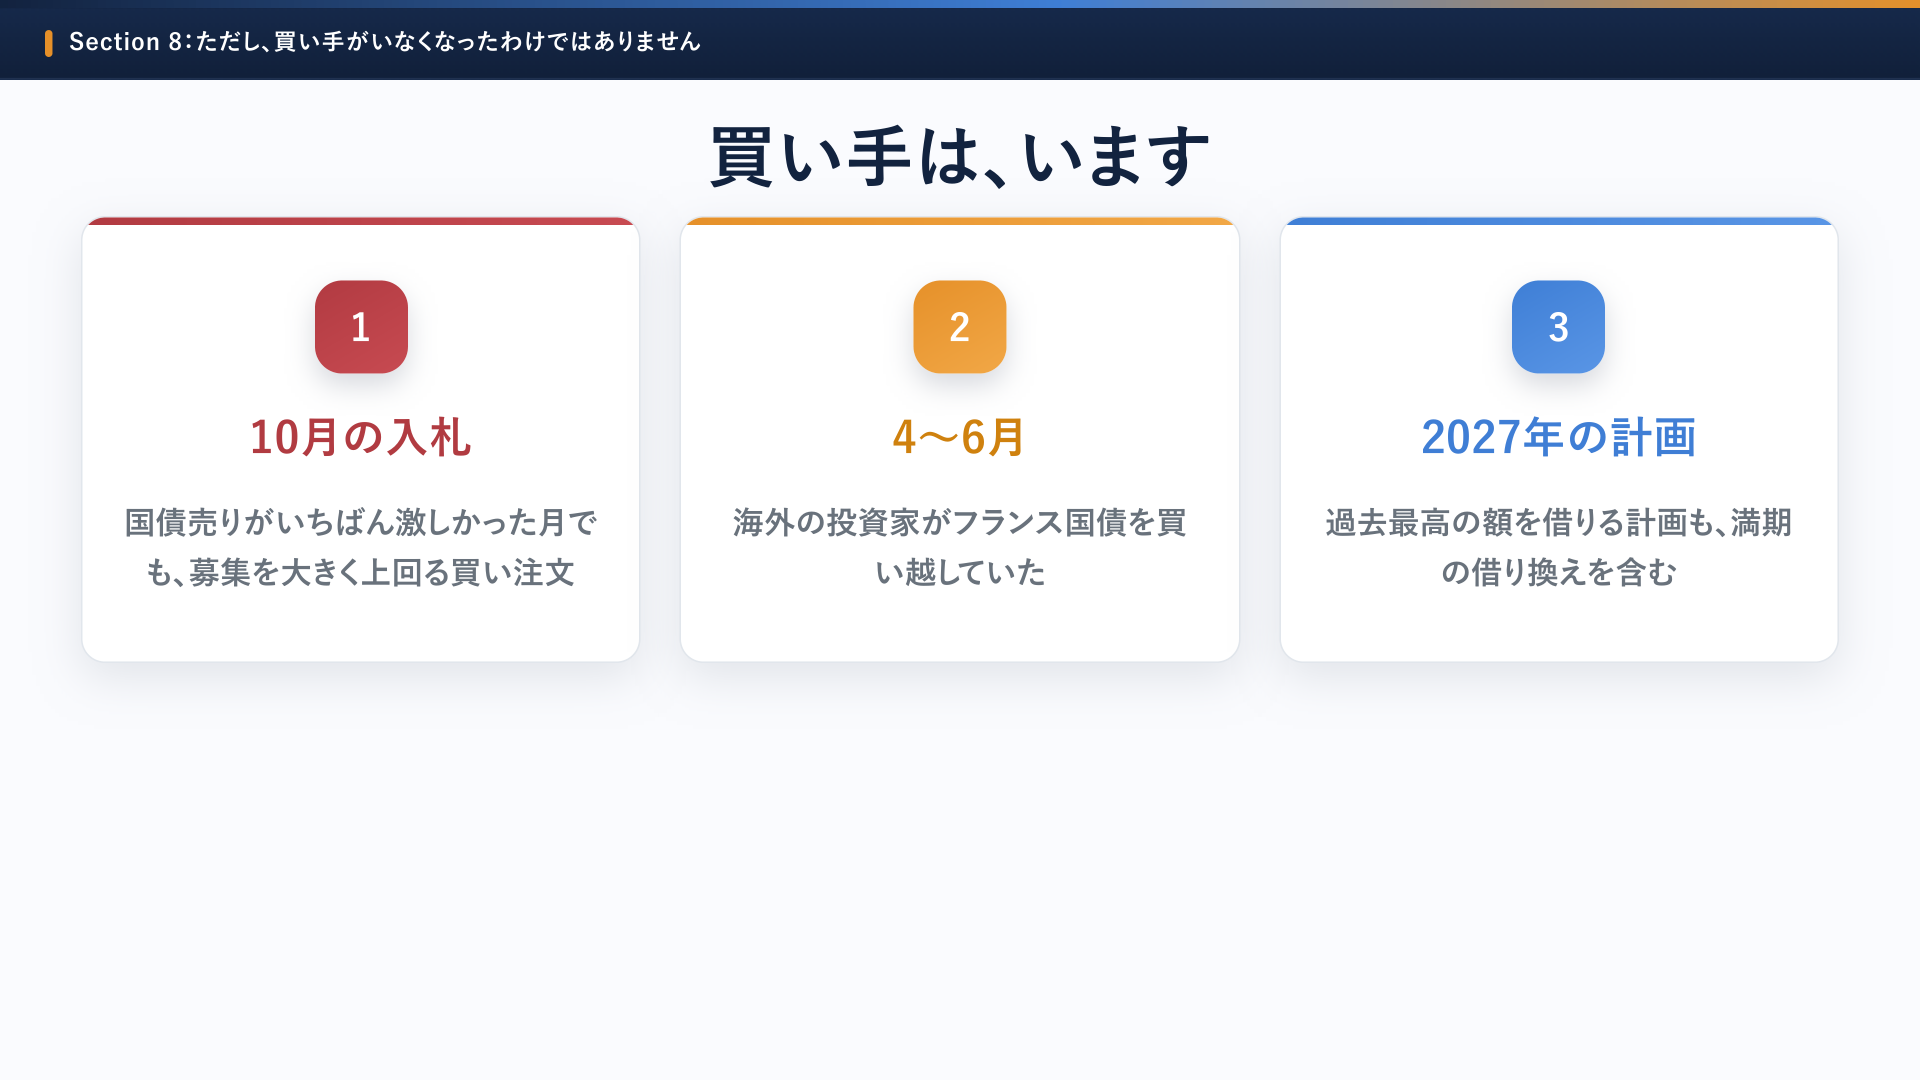 Section 8：ただし、買い手がいなくなったわけではありません
買い手は、います
1
10月の入札
国債売りがいちばん激しかった月で
も、募集を大きく上回る買い注文
2
4〜6月
海外の投資家がフランス国債を買
い越していた
3
2027年の計画
過去最高の額を借りる計画も、満期
の借り換えを含む